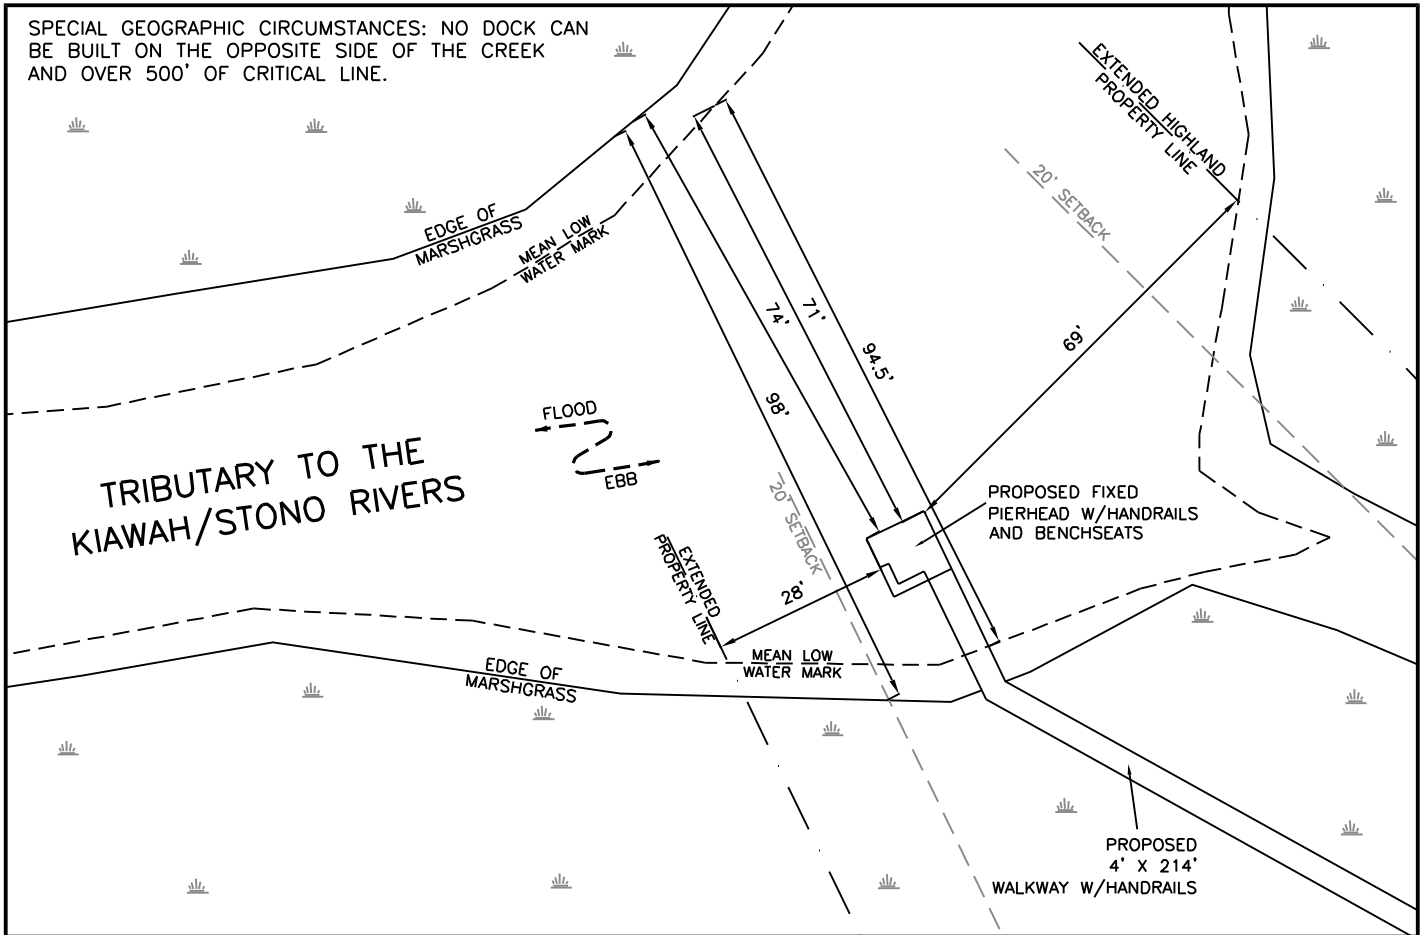 SPECIAL GEOGRAPHIC CIRCUMSTANCES: NO DOCK CAN
BE BUILT ON THE OPPOSITE SIDE OF THE CREEK
AND OVER 500' OF CRITICAL LINE.
EXTENDED HIGHLAND
PROPERTY LINE
20' SETBACK
EDGE OF
MARSHGRASS
MEAN LOW
WATER MARK
74'
71'
94.5'
69'
98'
FLOOD
EBB
TRIBUTARY TO THE
KIAWAH/STONO RIVERS
20' SETBACK
PROPOSED FIXED
PIERHEAD W/HANDRAILS
AND BENCHSEATS
EXTENDED
PROPERTY LINE
28'
MEAN LOW
WATER MARK
EDGE OF
MARSHGRASS
PROPOSED
4' X 214'
WALKWAY W/HANDRAILS